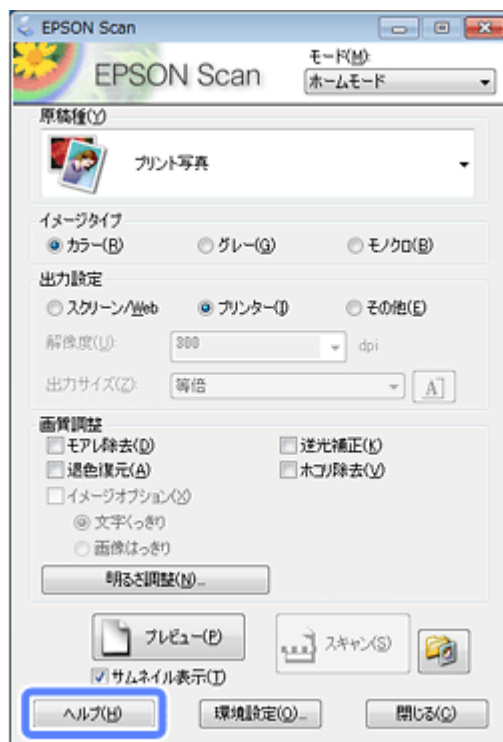 EPSON Scan
EPSON Scan
モード(M):
ホームモード
原稿種(Y)
プリント写真
イメージタイプ
カラー(R) グレー(G) モノクロ(B)
出力設定
スクリーン/Web プリンター(I) その他(E)
解像度(U): 300 dpi
出力サイズ(Z): 等倍
画質調整
モアレ除去(D) 逆光補正(K)
退色復元(A) ホコリ除去(V)
イメージオプション(X)
文字くっきり
画像はっきり
明るさ調整(N)...
プレビュー(P) スキャン(S)
サムネイル表示(T)
ヘルプ(H) 環境設定(O)... 閉じる(C)